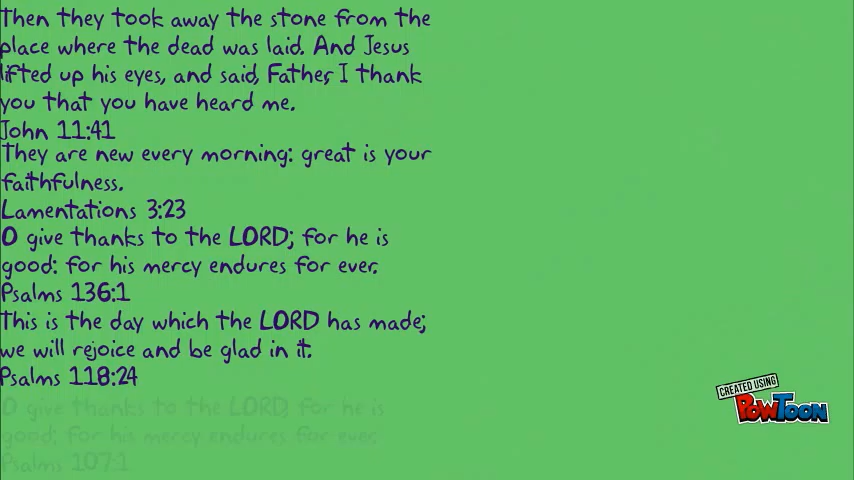 Then they took away the stone from the
place where the dead was laid. And Jesus
lifted up his eyes, and said, Father, I thank
you that you have heard me.
John 11:41
They are new every morning: great is your
faithfulness.
Lamentations 3:23
O give thanks to the LORD; for he is
good: for his mercy endures for ever.
Psalms 136:1
This is the day which the LORD has made;
we will rejoice and be glad in it.
Psalms 118:24
O give thanks to the LORD, for he is
good; for his mercy endures for ever.
Psalms 107:1
CREATED USING
POWTOON